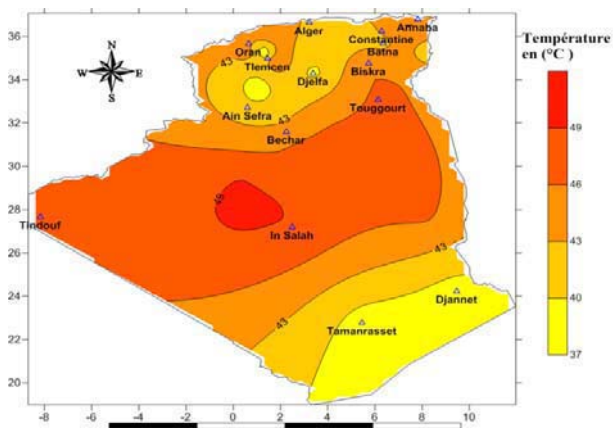 Température
en (°C)
N
W E
S
36
34
32
30
28
26
24
22
20
-8 -6 -4 -2 0 2 4 6 8 10
Alger
Annaba
Constantine
Oran
Batna
Tlemcen
Biskra
Djelfa
Touggourt
Ain Sefra
Bechar
In Salah
Tindouf
Djannet
Tamanrasset
43
43
43
43
49
46
43
40
37